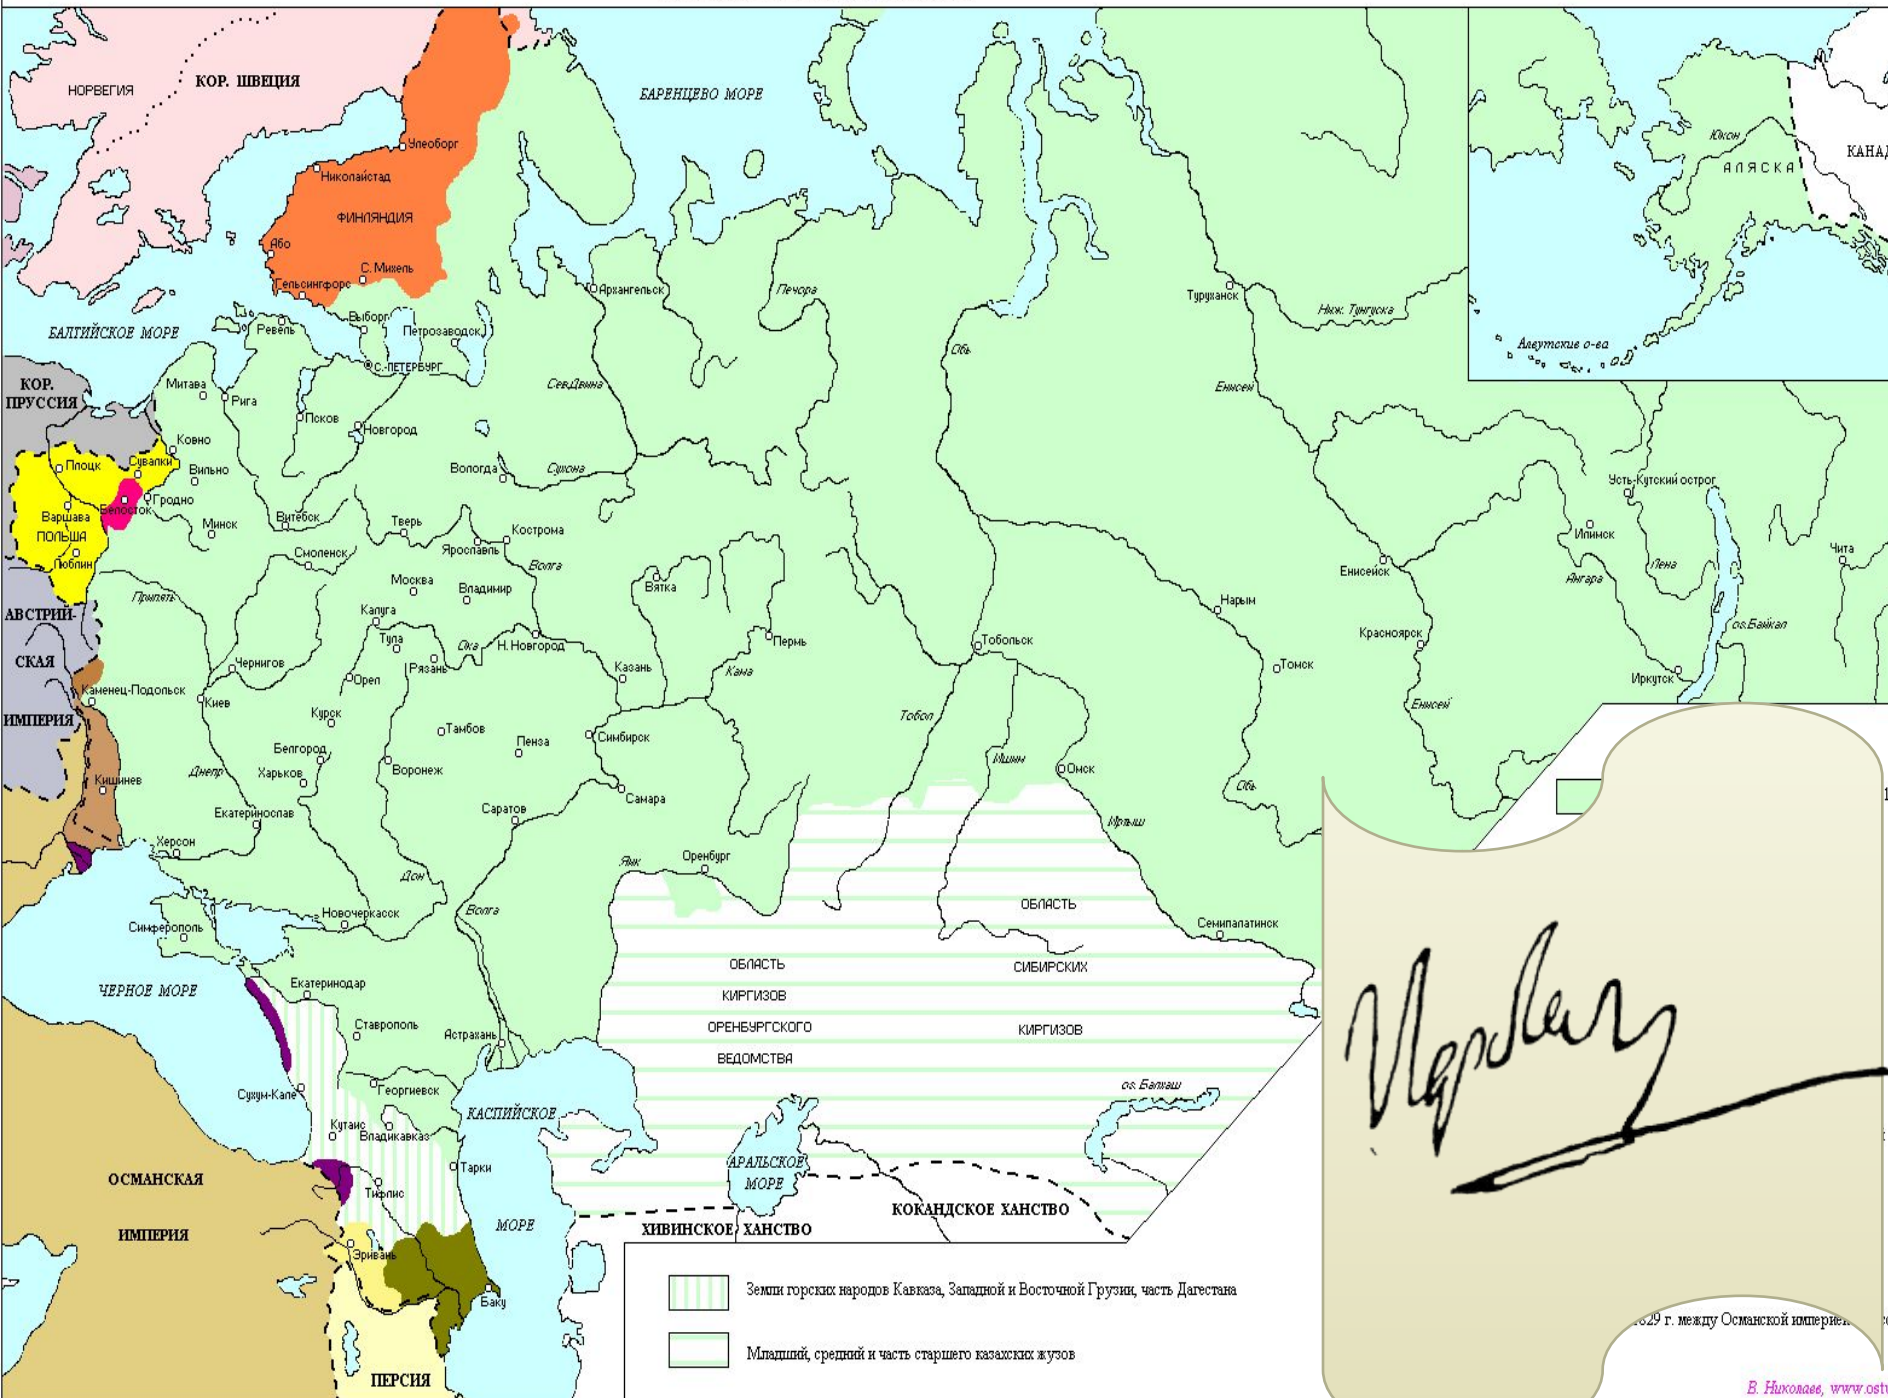 НОРВЕГИЯ
КОР. ШВЕЦИЯ
БАРЕНЦЕВО МОРЕ
Юкон
АЛЯСКА
Улеоборг
Николайстад
ФИНЛЯНДИЯ
Або
С. Михель
Гельсингфорс
Архангельск
Печора
Туруханск
Ниж. Тунгуска
Алеутские о-ва
БАЛТИЙСКОЕ МОРЕ
Ревель
Выборг
Петрозаводск
С.-ПЕТЕРБУРГ
Обь
Енисей
КОР.
ПРУССИЯ
Митава
Рига
Псков
Новгород
Сев.Двина
Ковно
Плоцк
Сувалки
Вильно
Вологда
Сухона
Усть-Кутский острог
Белосток
Гродно
Варшава
ПОЛЬША
Люблин
Минск
Витебск
Тверь
Кострома
Ярославль
Смоленск
Волга
Илимск
Чита
Москва
Владимир
Вятка
Енисейск
Ангара
Лена
АВСТРИЙ-
СКАЯ
ИМПЕРИЯ
Припять
Калуга
Тула
Ока
Н. Новгород
Рязань
Пермь
Тобольск
Нарым
Красноярск
оз.Байкал
Чернигов
Орел
Казань
Кама
Томск
Иркутск
Каменец-Подольск
Киев
Курск
Тамбов
Пенза
Симбирск
Тобол
Енисей
Белгород
Днепр
Харьков
Воронеж
Кишинев
Ишим
Омск
Обь
Екатеринослав
Саратов
Самара
Иртыш
Херсон
Дон
Яик
Оренбург
Новочеркасск
Волга
ОБЛАСТЬ
Семипалатинск
Симферополь
ОБЛАСТЬ
СИБИРСКИХ
ЧЕРНОЕ МОРЕ
Екатеринодар
КИРГИЗОВ
ОРЕНБУРГСКОГО
КИРГИЗОВ
Ставрополь
Астрахань
ВЕДОМСТВА
Сухум-Кале
Георгиевск
оз. Балхаш
КАСПИЙСКОЕ
Кутаис
Владикавказ
Тарки
АРАЛЬСКОЕ
МОРЕ
ОСМАНСКАЯ
ИМПЕРИЯ
Тифлис
МОРЕ
КОКАНДСКОЕ ХАНСТВО
ХИВИНСКОЕ ХАНСТВО
Эривань
Баку
ПЕРСИЯ
Земли горских народов Кавказа, Западной и Восточной Грузии, часть Дагестана
Младший, средний и часть старшего казахских жузов
г. между Османской империей
В. Николаев,